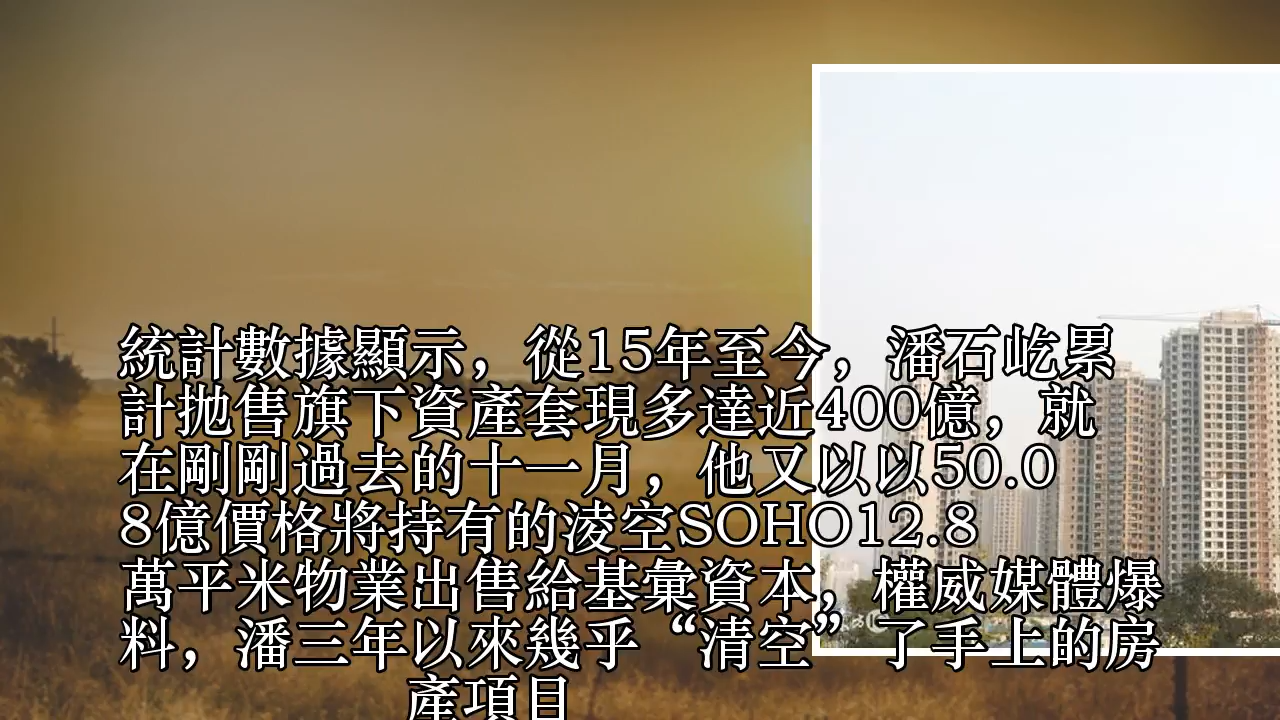 統計數據顯示，從15年至今，潘石屹累
計拋售旗下資產套現多達近400億，就
在剛剛過去的十一月，他又以以50.0
8億價格將持有的淩空SOHO12.8
萬平米物業出售給基彙資本，權威媒體爆
料，潘三年以來幾乎“清空”了手上的房
產項目